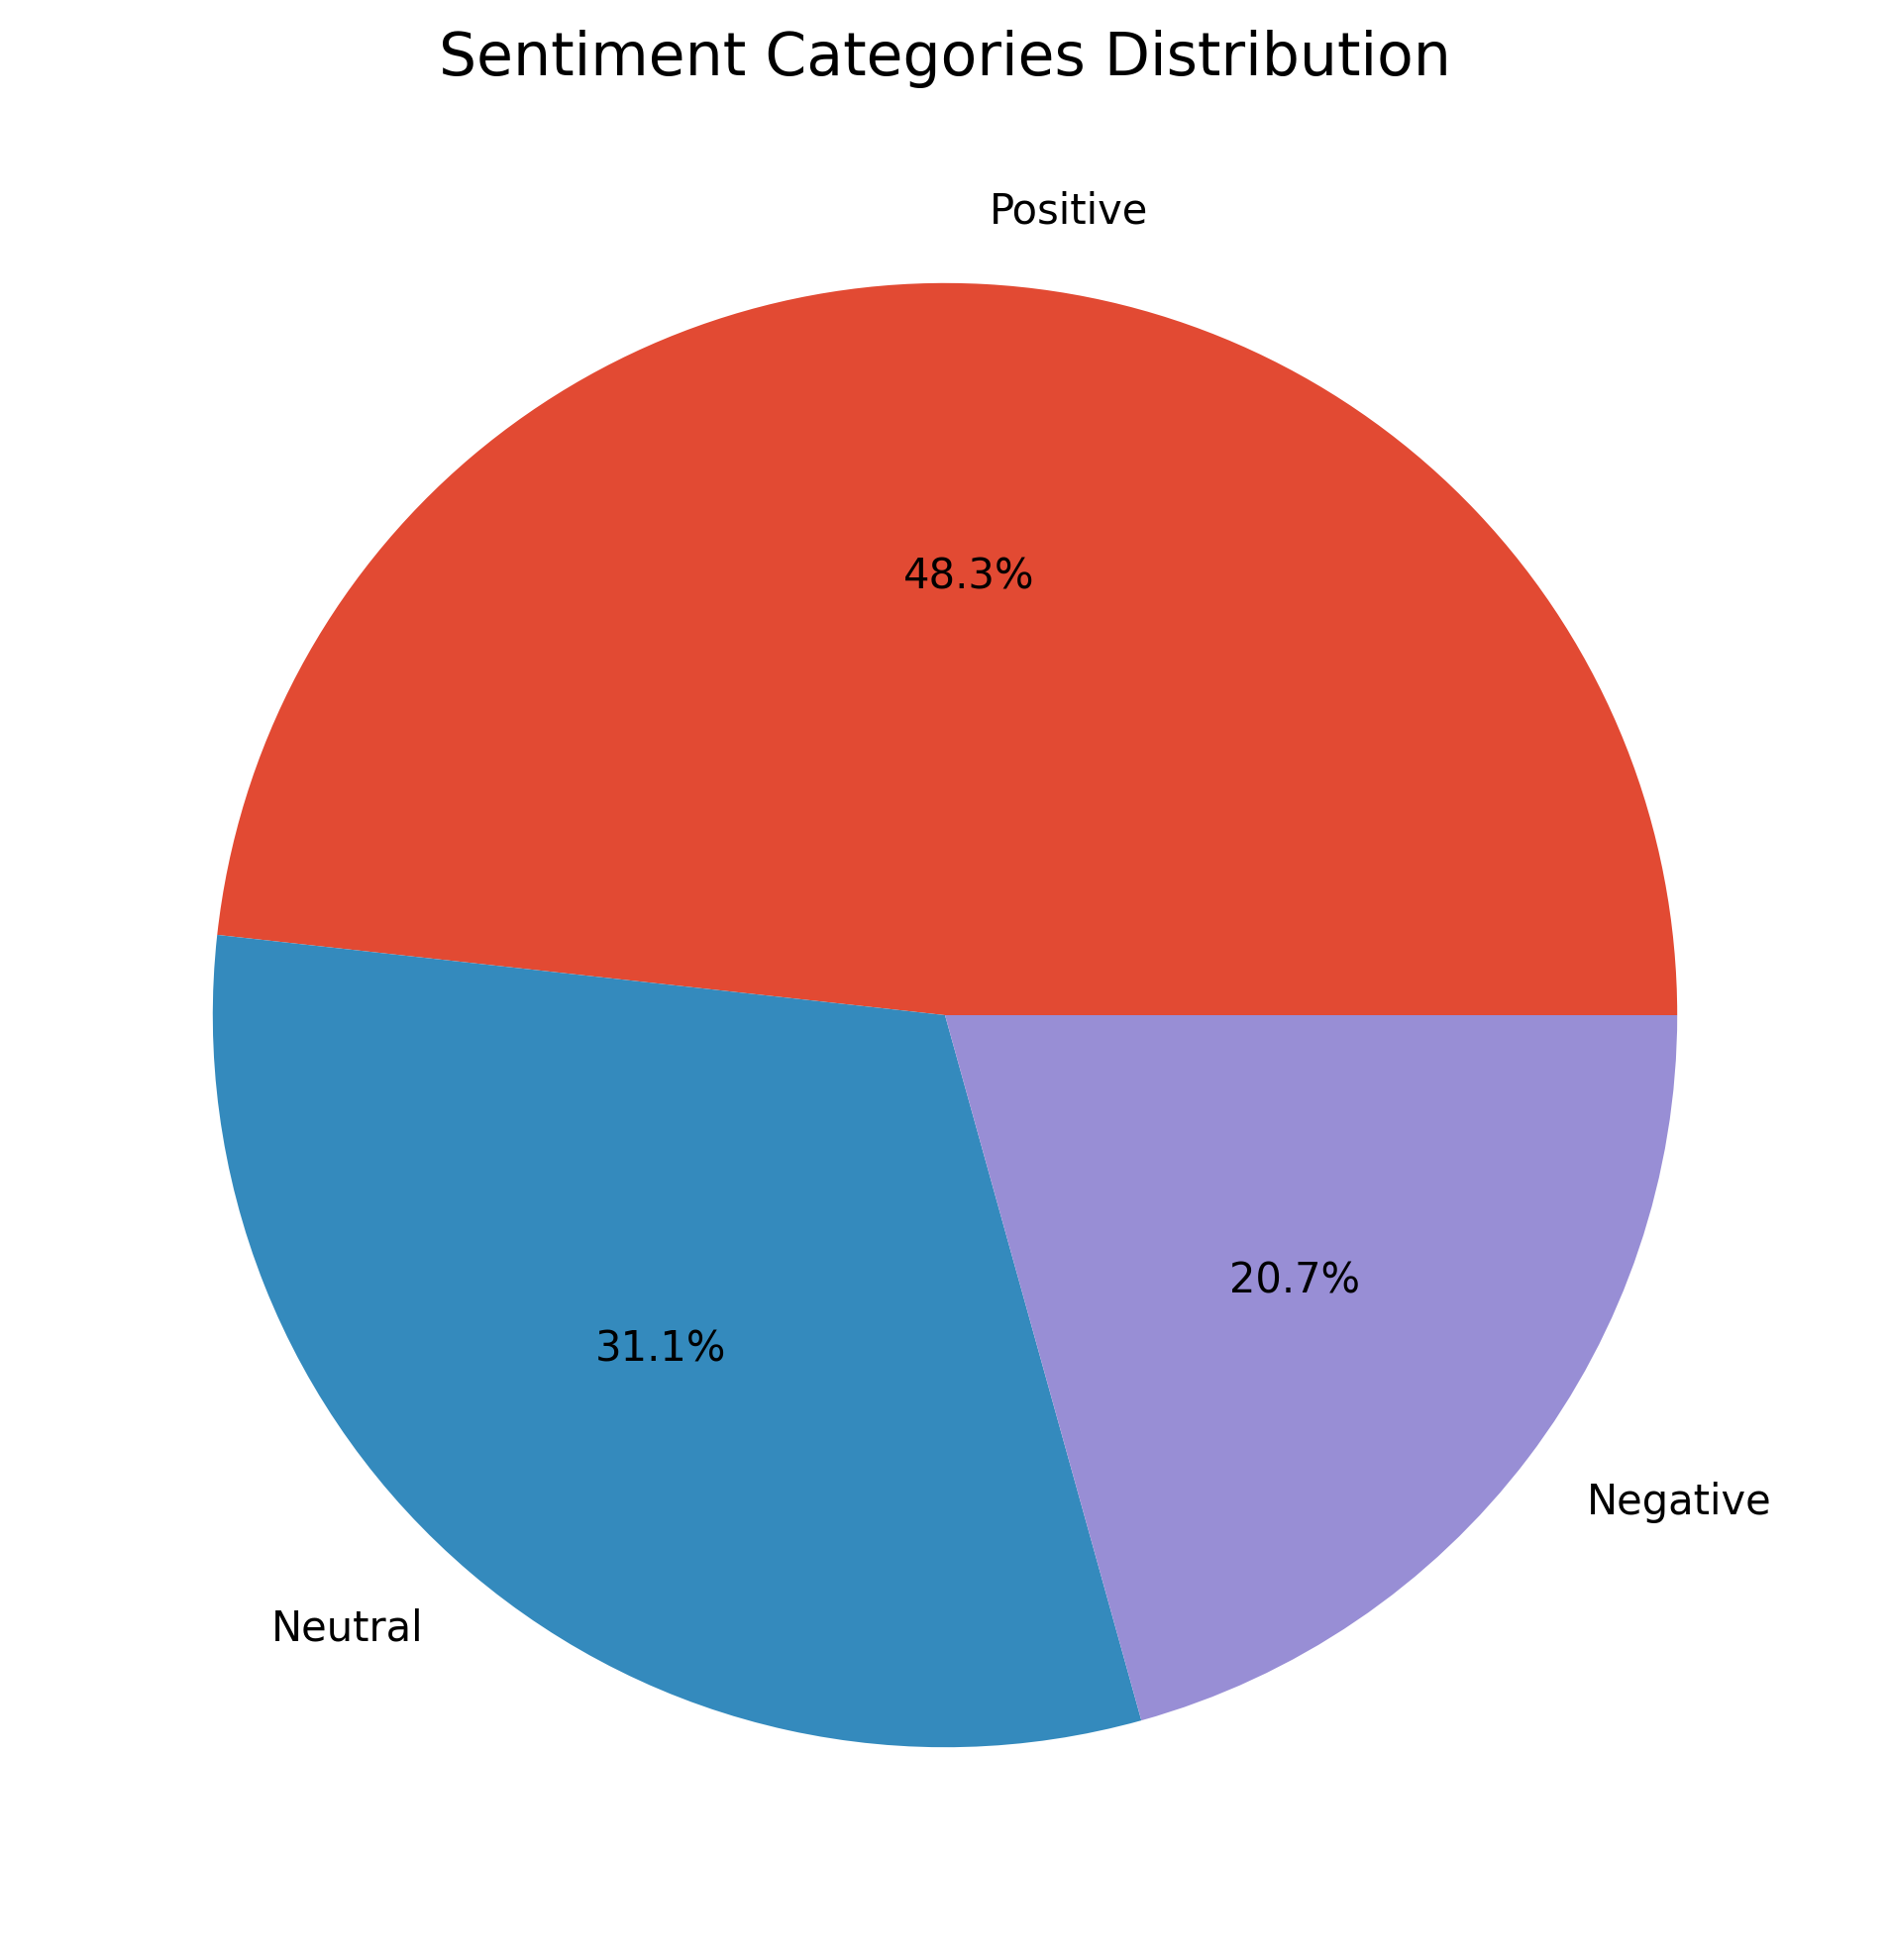 Sentiment Categories Distribution
Positive
48.3%
20.7%
31.1%
Negative
Neutral